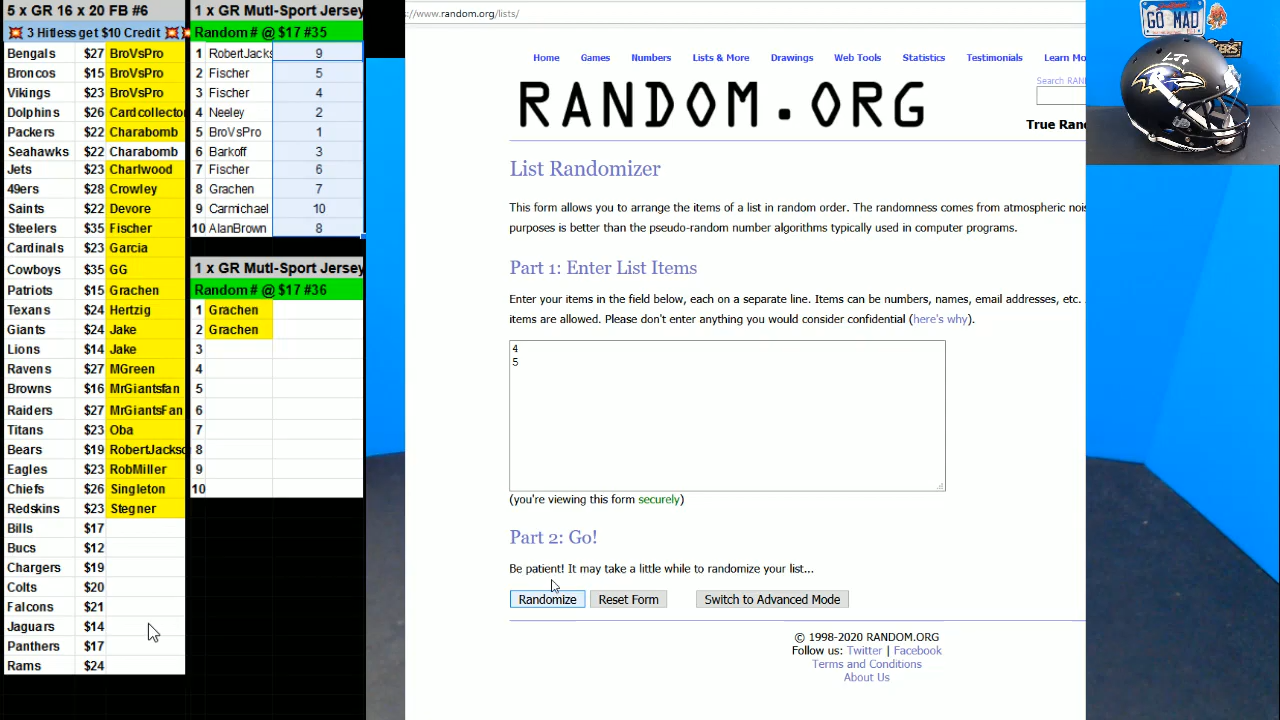 5 x GR 16 x 20 FB #6
3 Hitless get $10 Credit
Bengals $27 BroVsPro
Broncos $15 BroVsPro
Vikings $23 BroVsPro
Dolphins $26 Cardcollector
Packers $22 Charabomb
Seahawks $22 Charabomb
Jets $23 Charlwood
49ers $28 Crowley
Saints $22 Devore
Steelers $35 Fischer
Cardinals $23 Garcia
Cowboys $35 GG
Patriots $15 Grachen
Texans $24 Hertzig
Giants $24 Jake
Lions $14 Jake
Ravens $27 MGreen
Browns $16 MrGiantsfan
Raiders $27 MrGiantsFan
Titans $23 Oba
Bears $19 RobertJackso
Eagles $23 RobMiller
Chiefs $26 Singleton
Redskins $23 Stegner
Bills $17
Bucs $12
Chargers $19
Colts $20
Falcons $21
Jaguars $14
Panthers $17
Rams $24
1 x GR Mutl-Sport Jersey
Random # @ $17 #35
1 RobertJacks 9
2 Fischer 5
3 Fischer 4
4 Neeley 2
5 BroVsPro 1
6 Barkoff 3
7 Fischer 6
8 Grachen 7
9 Carmichael 10
10 AlanBrown 8
1 x GR Mutl-Sport Jersey
Random # @ $17 #36
1 Grachen
2 Grachen
3
4
5
6
7
8
9
10
://www.random.org/lists/
Home Games Numbers Lists & More Drawings Web Tools Statistics Testimonials Learn Mo
Search RAN
RANDOM.ORG
True Ran
List Randomizer
This form allows you to arrange the items of a list in random order. The randomness comes from atmospheric nois
purposes is better than the pseudo-random number algorithms typically used in computer programs.
Part 1: Enter List Items
Enter your items in the field below, each on a separate line. Items can be numbers, names, email addresses, etc.
items are allowed. Please don't enter anything you would consider confidential (here's why).
4
5
(you're viewing this form securely)
Part 2: Go!
Be patient! It may take a little while to randomize your list...
Randomize Reset Form Switch to Advanced Mode
© 1998-2020 RANDOM.ORG
Follow us: Twitter | Facebook
Terms and Conditions
About Us
GO MAD